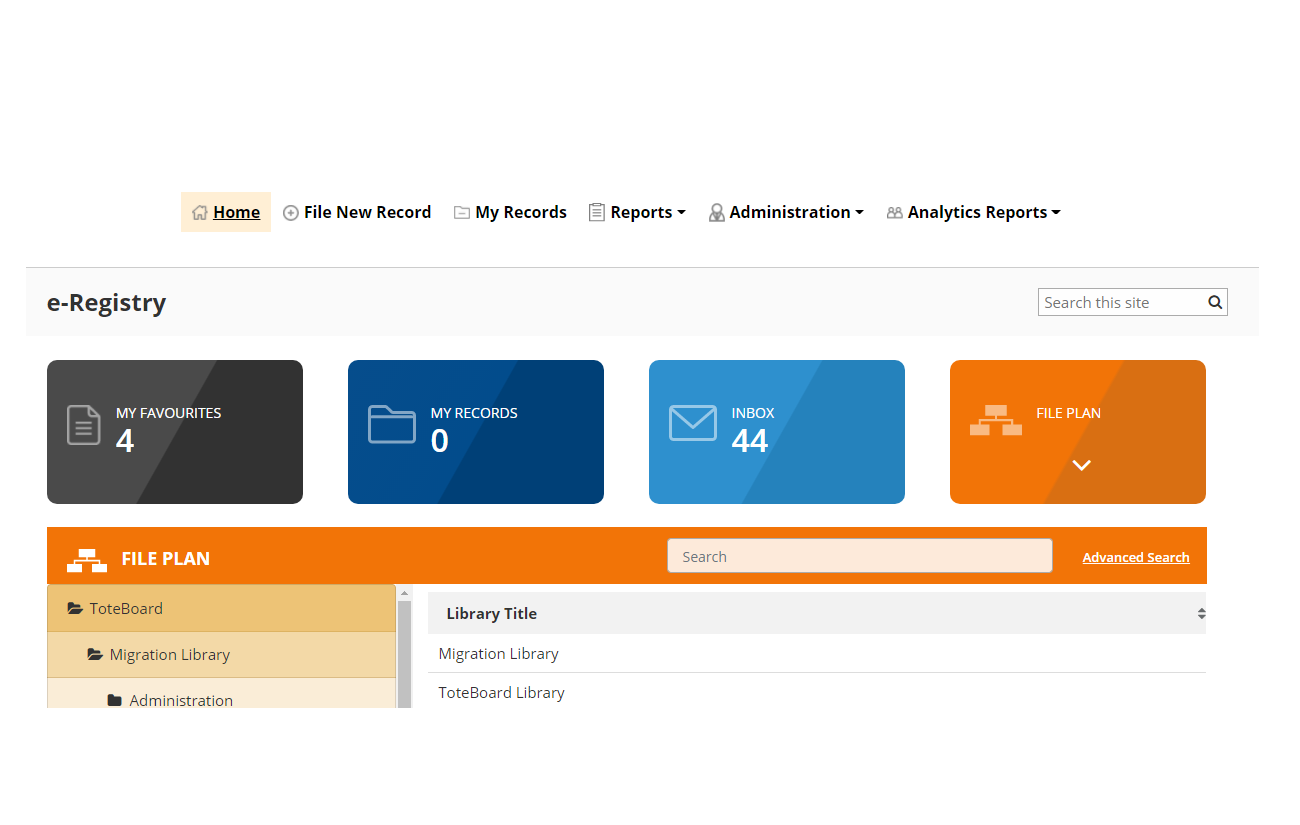 Home File New Record My Records Reports Administration Analytics Reports
e-Registry Search this site
MY FAVOURITES MY RECORDS INBOX FILE PLAN
4 0 44
FILE PLAN Search Advanced Search
ToteBoard Library Title
Migration Library Migration Library
Administration ToteBoard Library